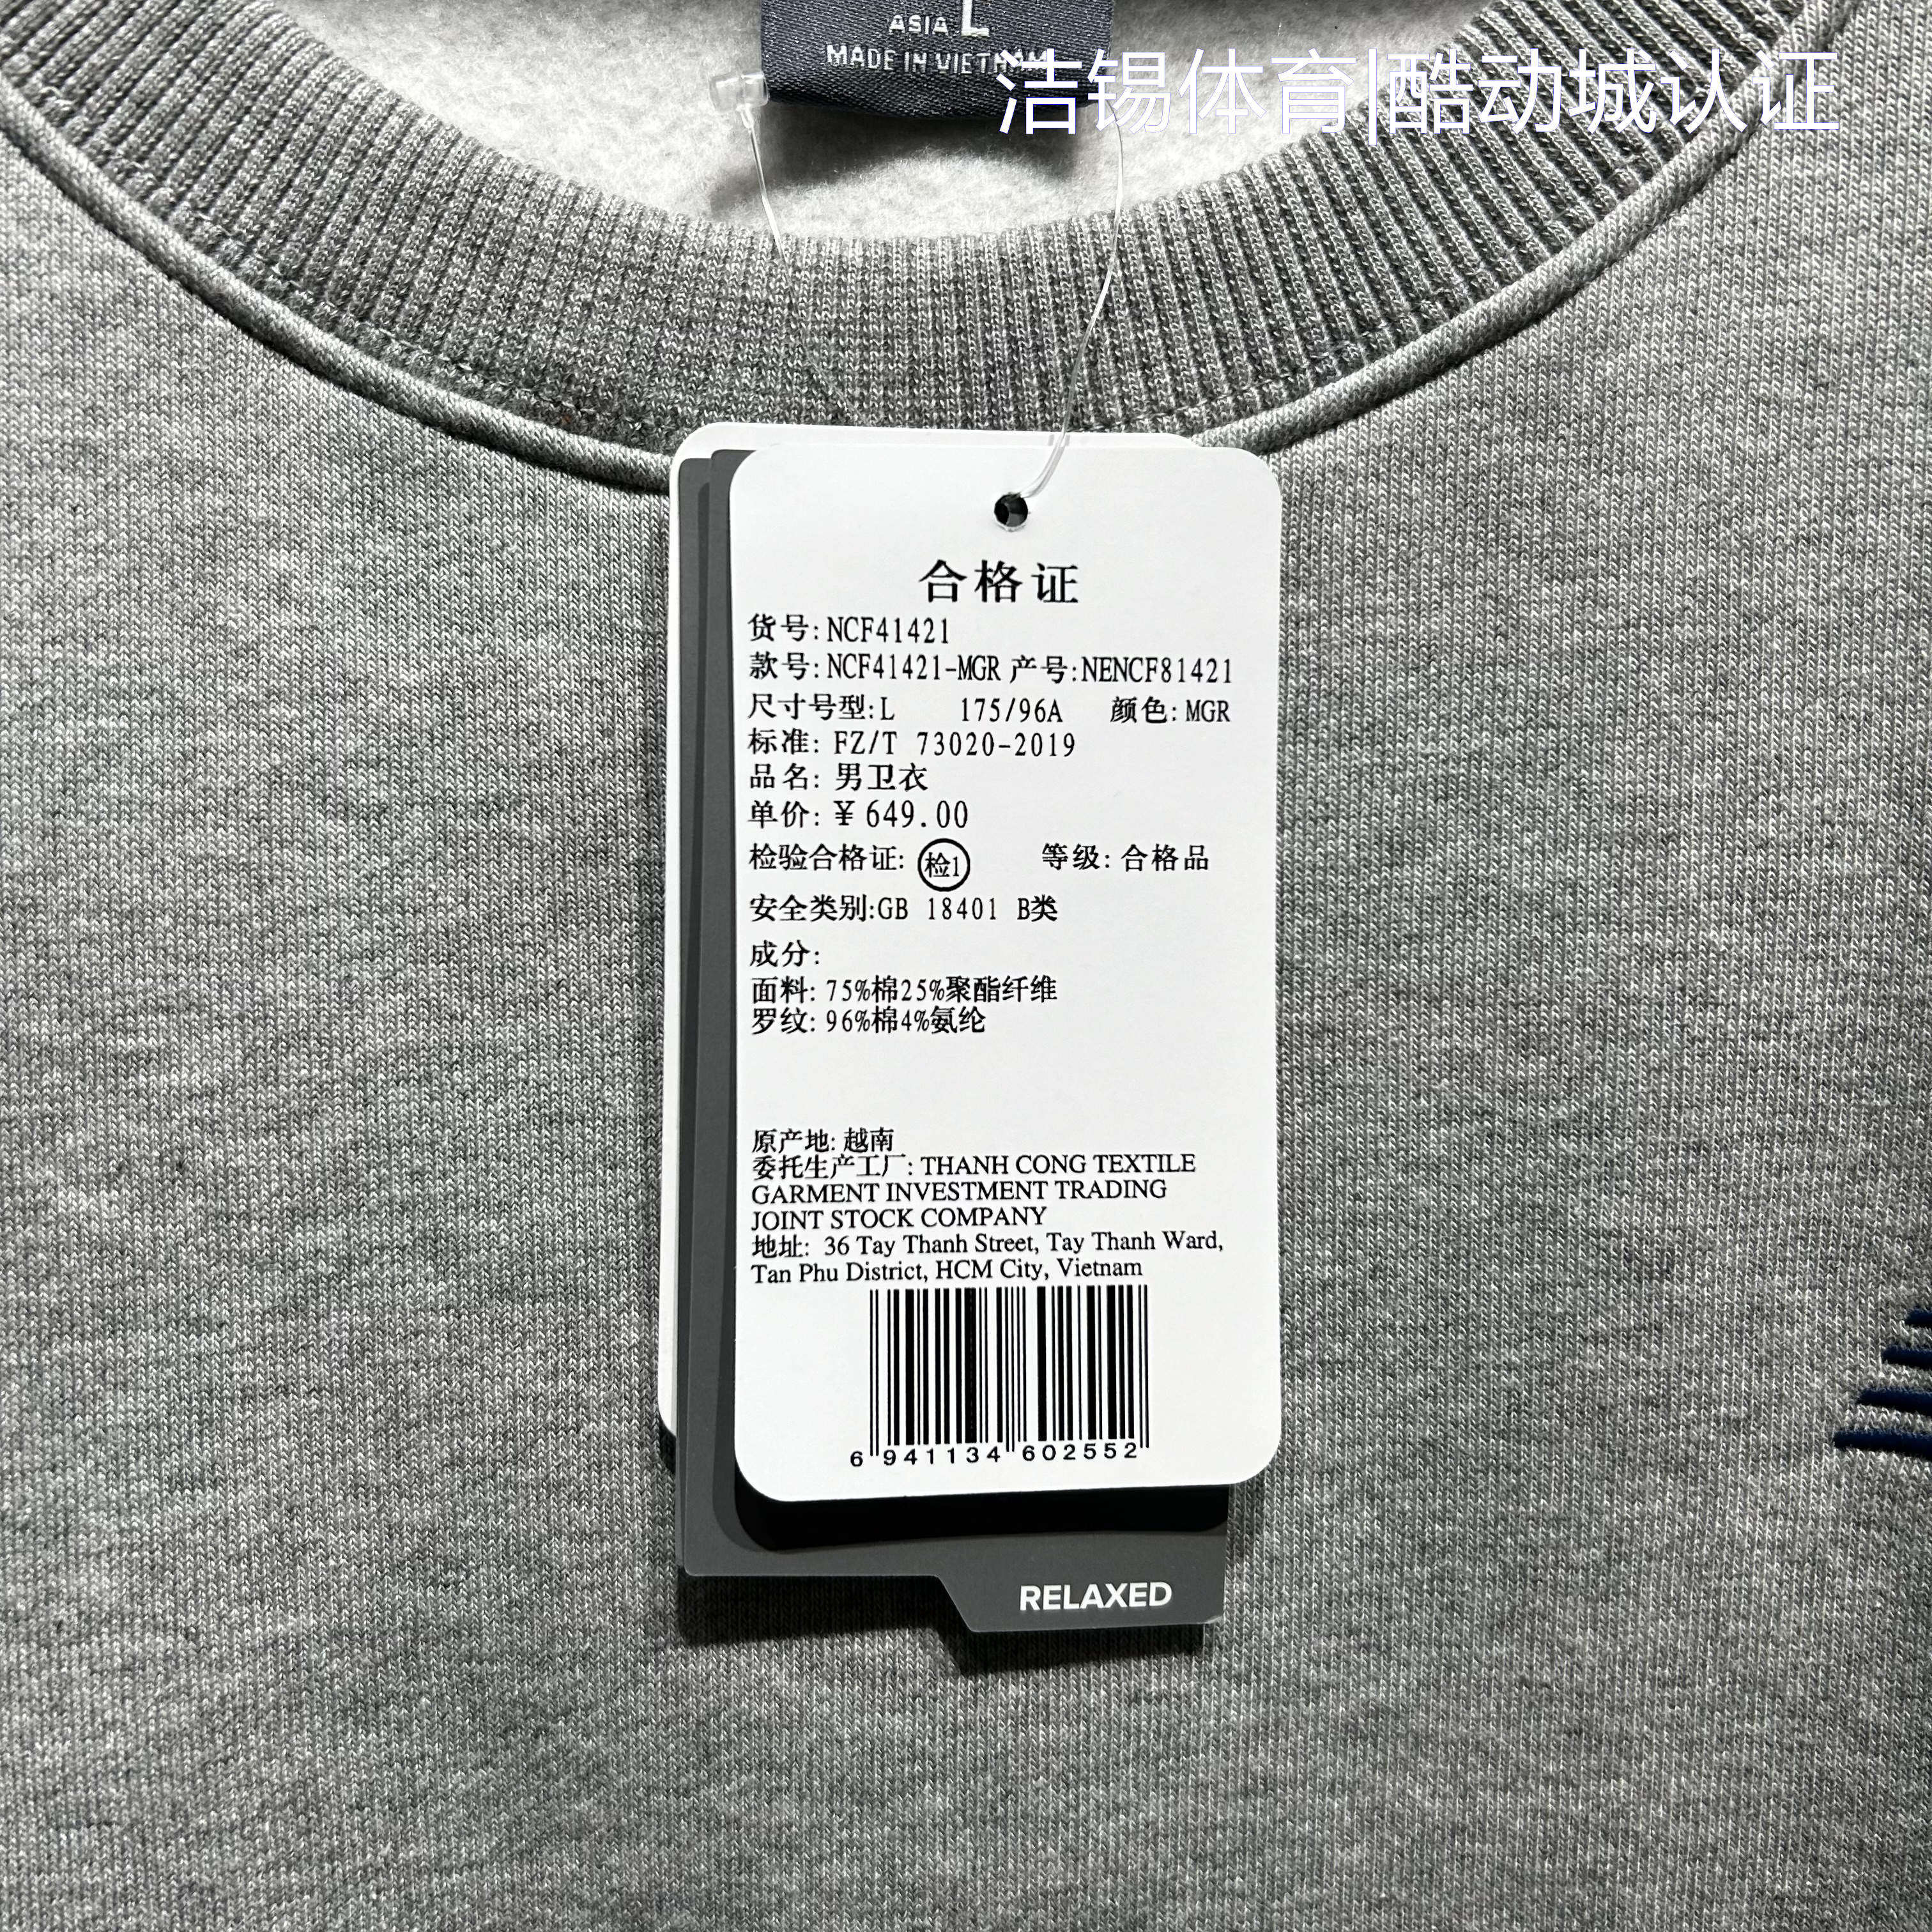 ASIA L
MADE IN VIETNAM
洁锡体育|酷动城认证
合格证
货号: NCF41421
款号: NCF41421-MGR 产号: NENCF81421
尺寸号型: L 175/96A 颜色: MGR
标准: FZ/T 73020-2019
品名: 男卫衣
单价: ¥ 649.00
检验合格证: 检1 等级: 合格品
安全类别:GB 18401 B类
成分:
面料: 75%棉25%聚酯纤维
罗纹: 96%棉4%氨纶
原产地: 越南
委托生产工厂: THANH CONG TEXTILE
GARMENT INVESTMENT TRADING
JOINT STOCK COMPANY
地址: 36 Tay Thanh Street, Tay Thanh Ward,
Tan Phu District, HCM City, Vietnam
6 941134 602552
RELAXED